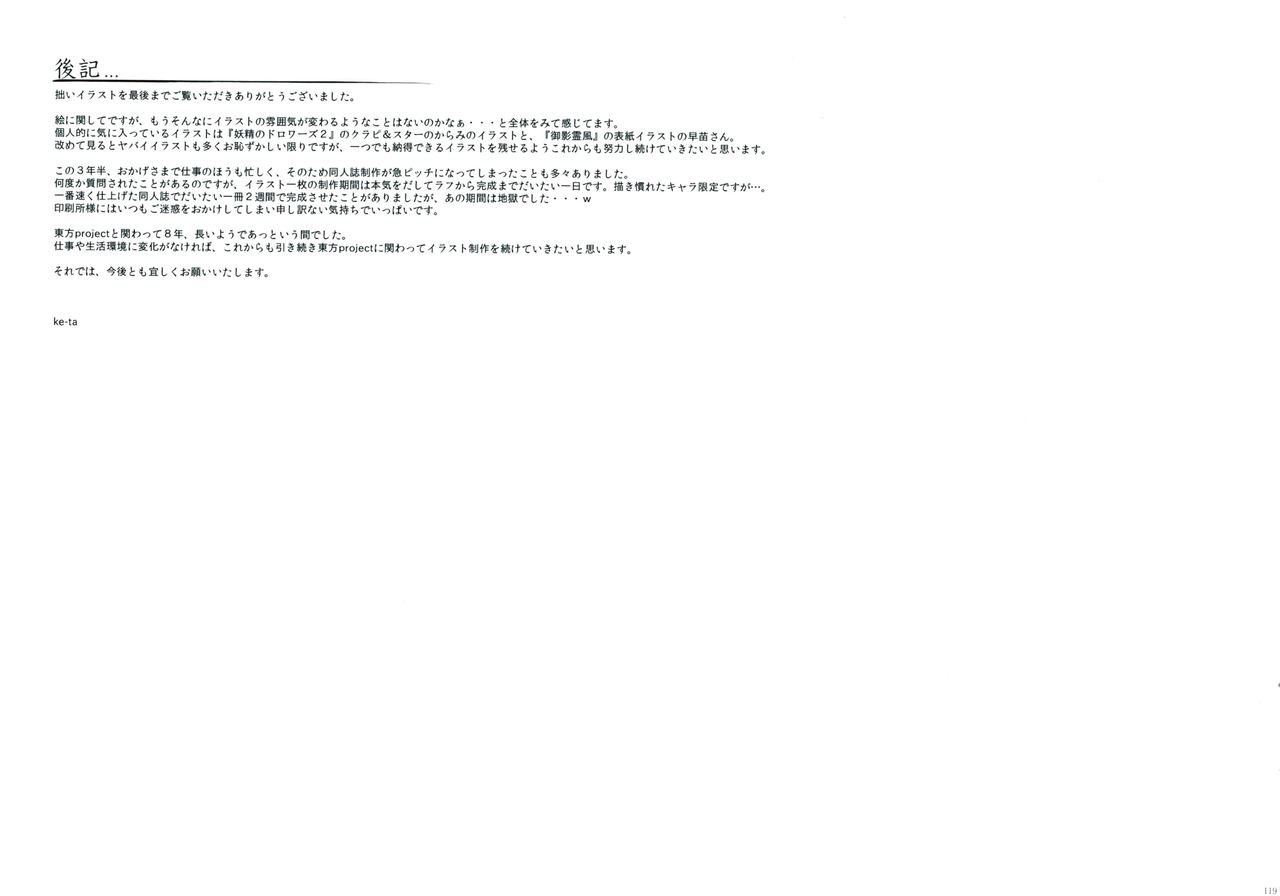 後記...
拙いイラストを最後までご覧いただきありがとうございました。
絵に関してですが、もうそんなにイラストの雰囲気が変わるようなことはないのかなぁ・・・と全体をみて感じてます。
個人的に気に入っているイラストは『妖精のドロワーズ２』のクラピ＆スターのからみのイラストと、『御影霊風』の表紙イラストの早苗さん。
改めて見るとヤバイイラストも多くお恥ずかしい限りですが、一つでも納得できるイラストを残せるようこれからも努力し続けていきたいと思います。
この３年半、おかげさまで仕事のほうも忙しく、そのため同人誌制作が急ピッチになってしまったことも多々ありました。
何度か質問されたことがあるのですが、イラスト一枚の制作期間は本気をだしてラフから完成までだいたい一日です。描き慣れたキャラ限定ですが…。
一番速く仕上げた同人誌でだいたい一冊２週間で完成させたことがありましたが、あの期間は地獄でした・・・ｗ
印刷所様にはいつもご迷惑をおかけしてしまい申し訳ない気持ちでいっぱいです。
東方projectと関わって８年、長いようであっという間でした。
仕事や生活環境に変化がなければ、これからも引き続き東方projectに関わってイラスト制作を続けていきたいと思います。
それでは、今後とも宜しくお願いいたします。
ke-ta
119